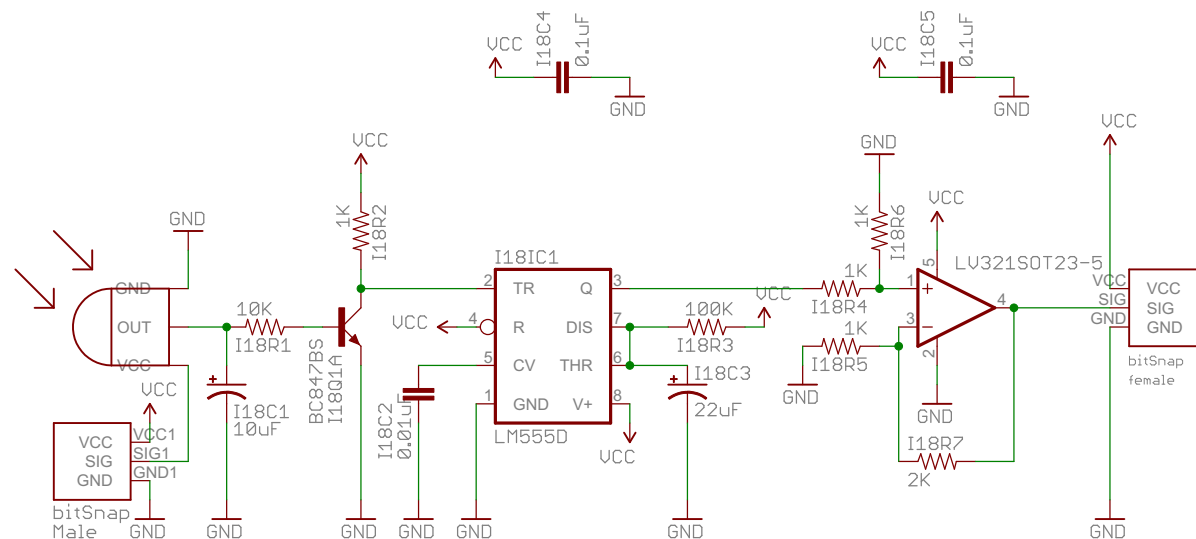 VCC
I18C4
0.1uF
GND
VCC
I18C5
0.1uF
GND
VCC
VCC
1K
I18R2
GND
1K
I18R6
VCC
GND
GND
OUT
VCC
10K
I18R1
I18C1
10uF
GND
BC847BS
I18Q1A
GND
VCC
VCC
SIG
GND
VCC1
SIG1
GND1
bitSnap
Male
GND
I18IC1
2
4
5
1
TR
R
CV
GND
Q
DIS
THR
V+
3
7
6
8
LM555D
VCC
I18C2
0.01uF
GND
GND
VCC
100K
I18R3
VCC
I18C3
22uF
GND
1K
I18R4
1K
I18R5
GND
1
3
5
2
4
+
−
LV321SOT23-5
GND
I18R7
2K
VCC
SIG
GND
VCC
SIG
GND
bitSnap
female
GND